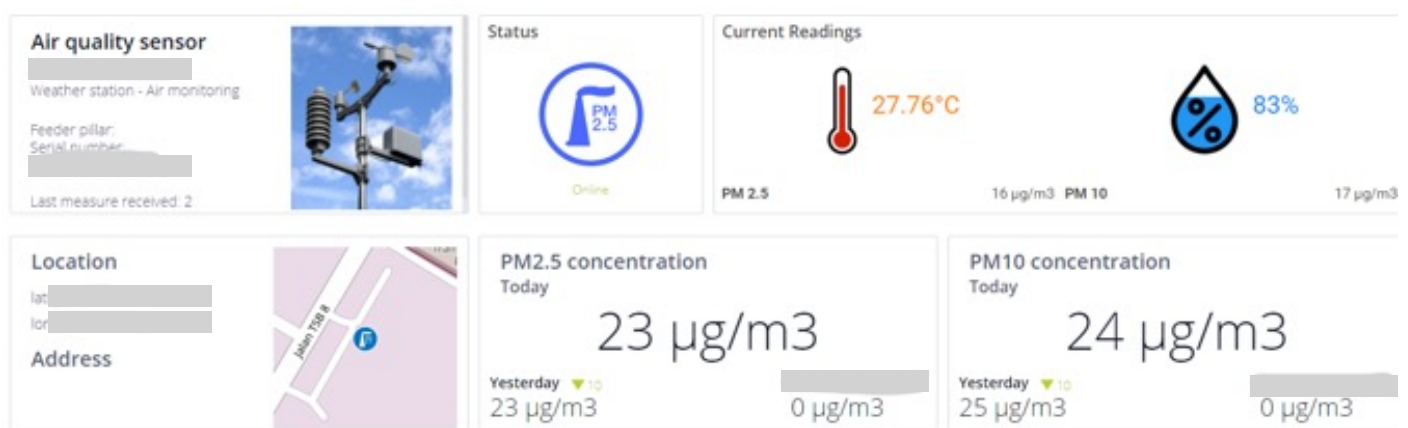 Air quality sensor
Weather station - Air monitoring
Feeder pillar:
Serial number:
Last measure received: 2
Status
PM
2.5
Online
Current Readings
27.76°C
83%
PM 2.5 16 µg/m3 PM 10 17 µg/m3
Location
lat
lor
Address
Jalan TSB 8
PM2.5 concentration
Today
23 µg/m3
Yesterday ▼10
23 µg/m3 0 µg/m3
PM10 concentration
Today
24 µg/m3
Yesterday ▼10
25 µg/m3 0 µg/m3